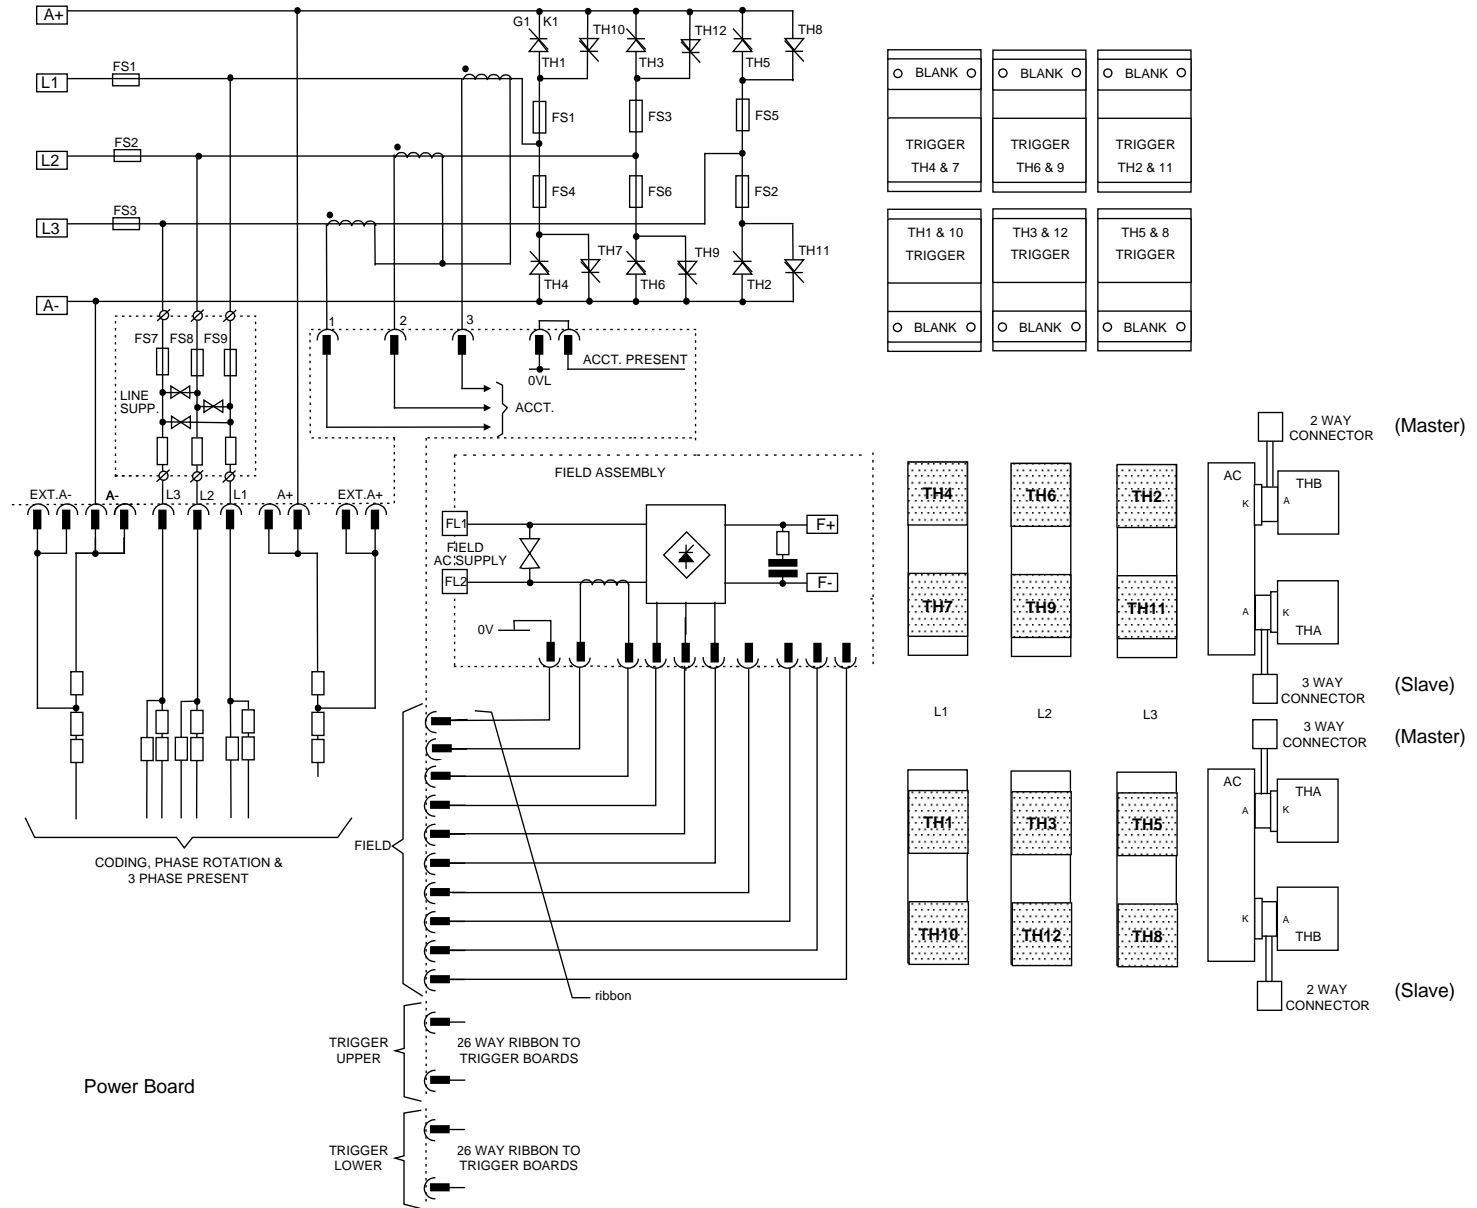 A+
G1 K1
TH10
TH12
TH8
TH1
TH3
TH5
FS1
L1
FS1
FS3
FS5
FS2
L2
FS4
FS6
FS2
FS3
L3
TH7
TH9
TH11
TH4
TH6
TH2
A-
BLANK
BLANK
BLANK
TRIGGER
TH4 & 7
TRIGGER
TH6 & 9
TRIGGER
TH2 & 11
TH1 & 10
TRIGGER
TH3 & 12
TRIGGER
TH5 & 8
TRIGGER
BLANK
BLANK
BLANK
1
2
3
FS7
FS8
FS9
LINE
SUPP.
0VL
ACCT. PRESENT
ACCT.
EXT.A-
A-
L3
L2
L1
A+
EXT.A+
FIELD ASSEMBLY
FL1
FIELD
AC SUPPLY
FL2
F+
F-
0V
CODING, PHASE ROTATION &
3 PHASE PRESENT
FIELD
ribbon
TRIGGER
UPPER
26 WAY RIBBON TO
TRIGGER BOARDS
Power Board
TRIGGER
LOWER
26 WAY RIBBON TO
TRIGGER BOARDS
TH4
TH6
TH2
TH7
TH9
TH11
L1
L2
L3
TH1
TH3
TH5
TH10
TH12
TH8
2 WAY
CONNECTOR
(Master)
AC
K
A
THB
A
K
THA
3 WAY
CONNECTOR
(Slave)
3 WAY
CONNECTOR
(Master)
AC
A
K
THA
K
A
THB
2 WAY
CONNECTOR
(Slave)